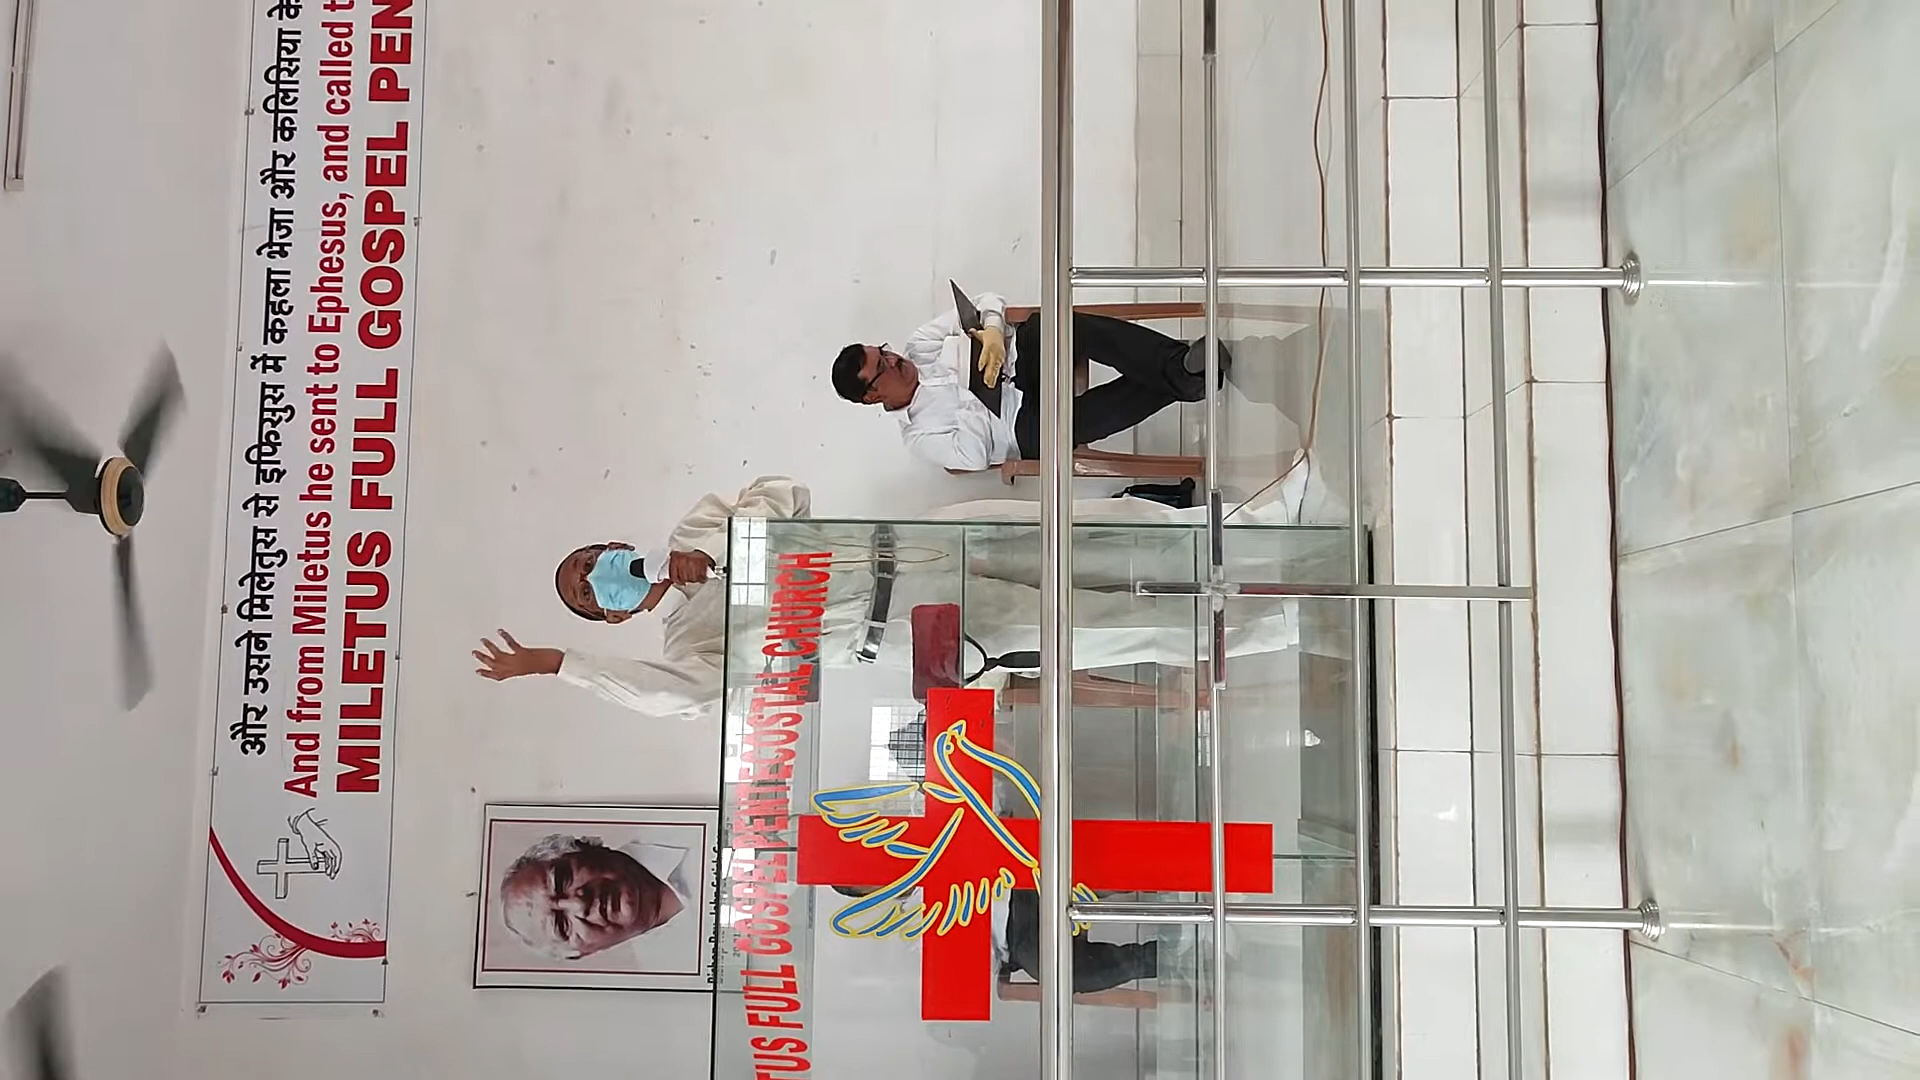 और उसने मिलेतुस से इफिसुस में कहला भेजा और कलिसिया के
And from Miletus he sent to Ephesus, and called t
MILETUS FULL GOSPEL PEN
TUS FULL GOSPEL PENTECOSTAL CHURCH